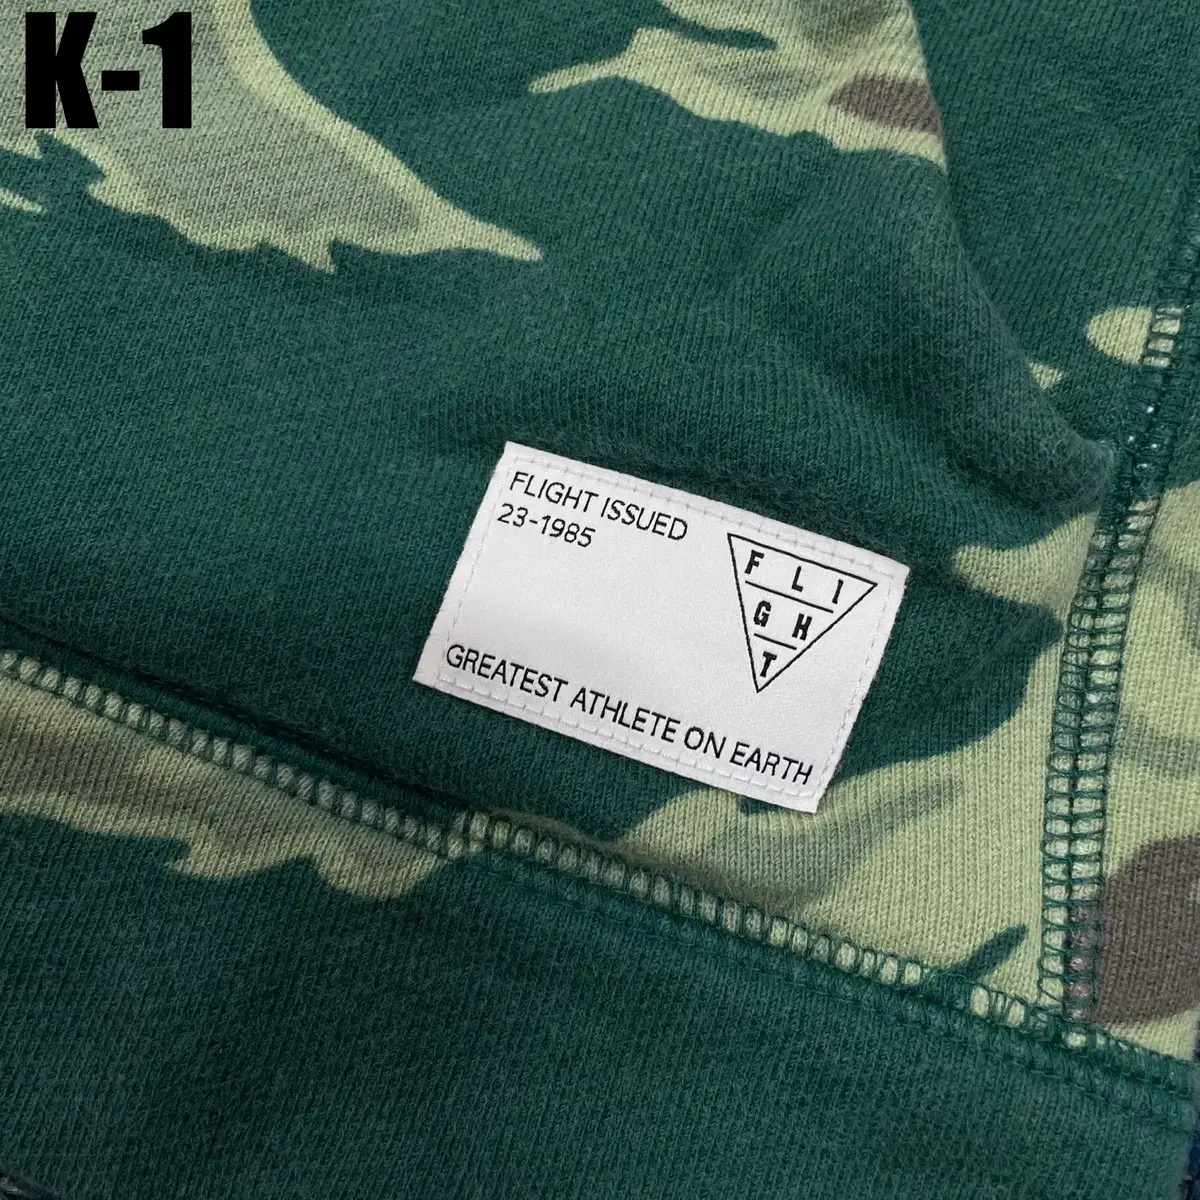 K-1
FLIGHT ISSUED
23-1985
F L I
G H
T
GREATEST ATHLETE ON EARTH